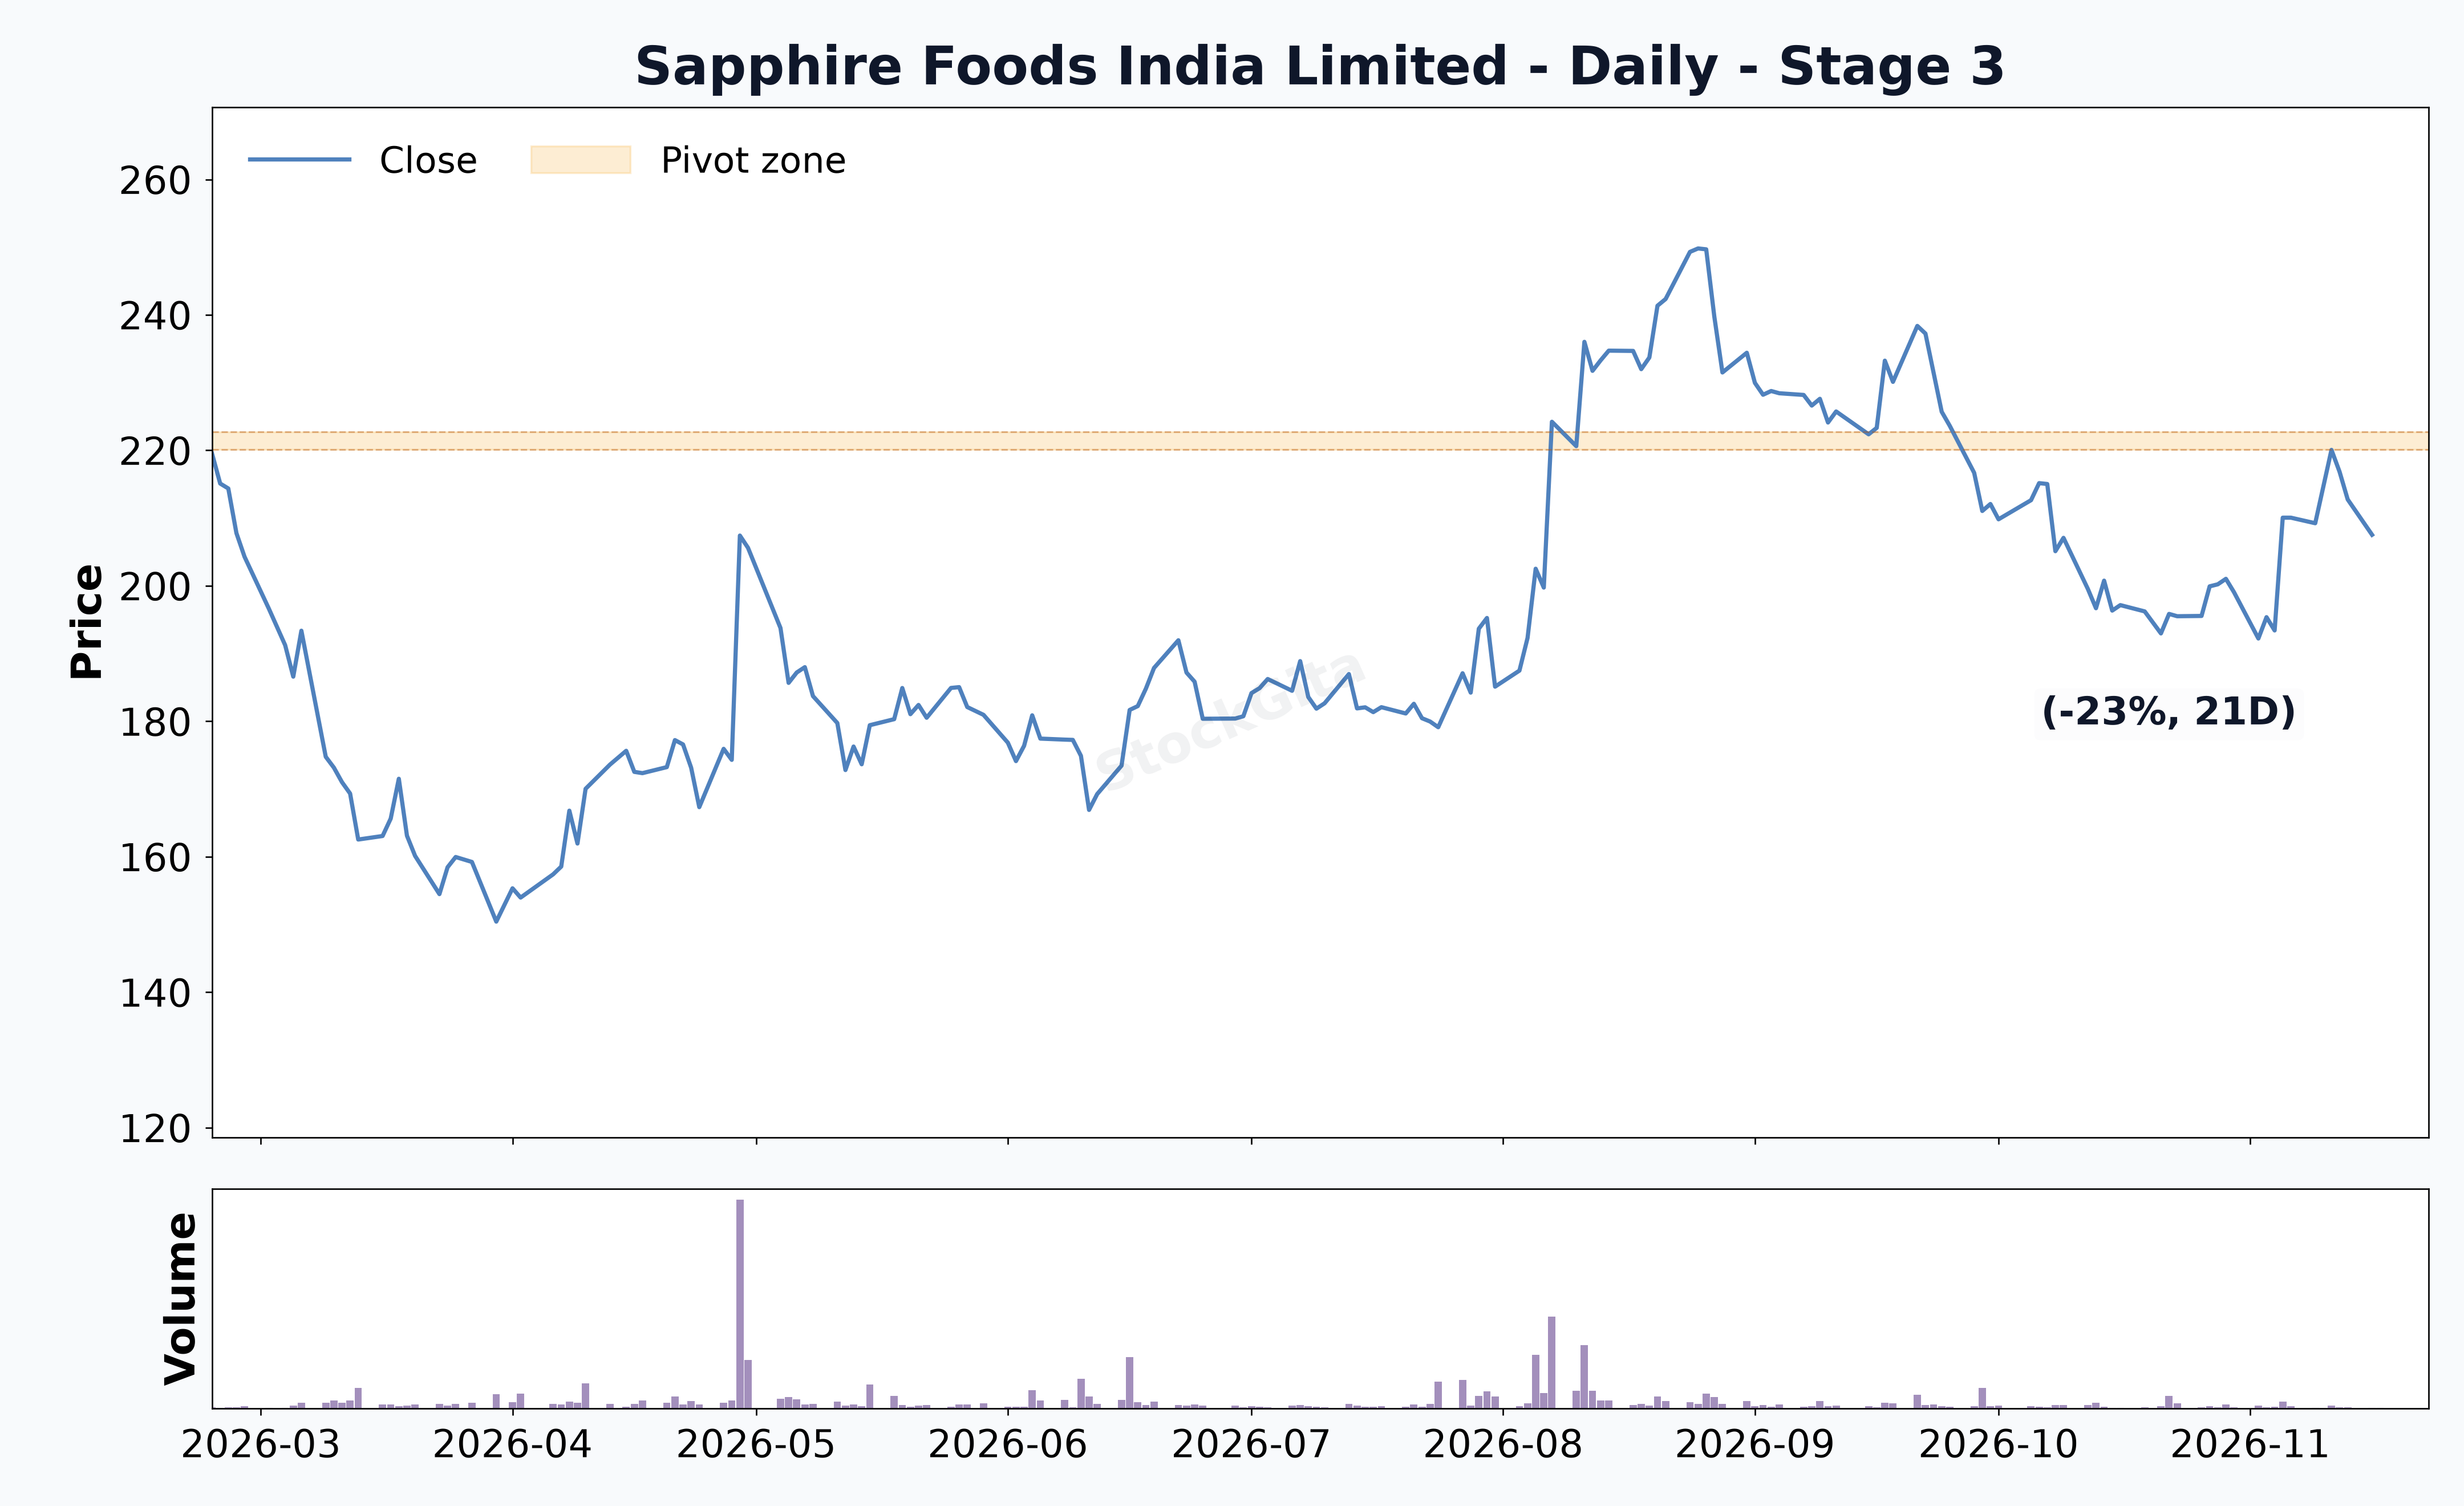 Sapphire Foods India Limited - Daily - Stage 3
Close
Pivot zone
Price
260
240
220
200
180
160
140
120
StockGita
(-23%, 21D)
Volume
2026-03
2026-04
2026-05
2026-06
2026-07
2026-08
2026-09
2026-10
2026-11